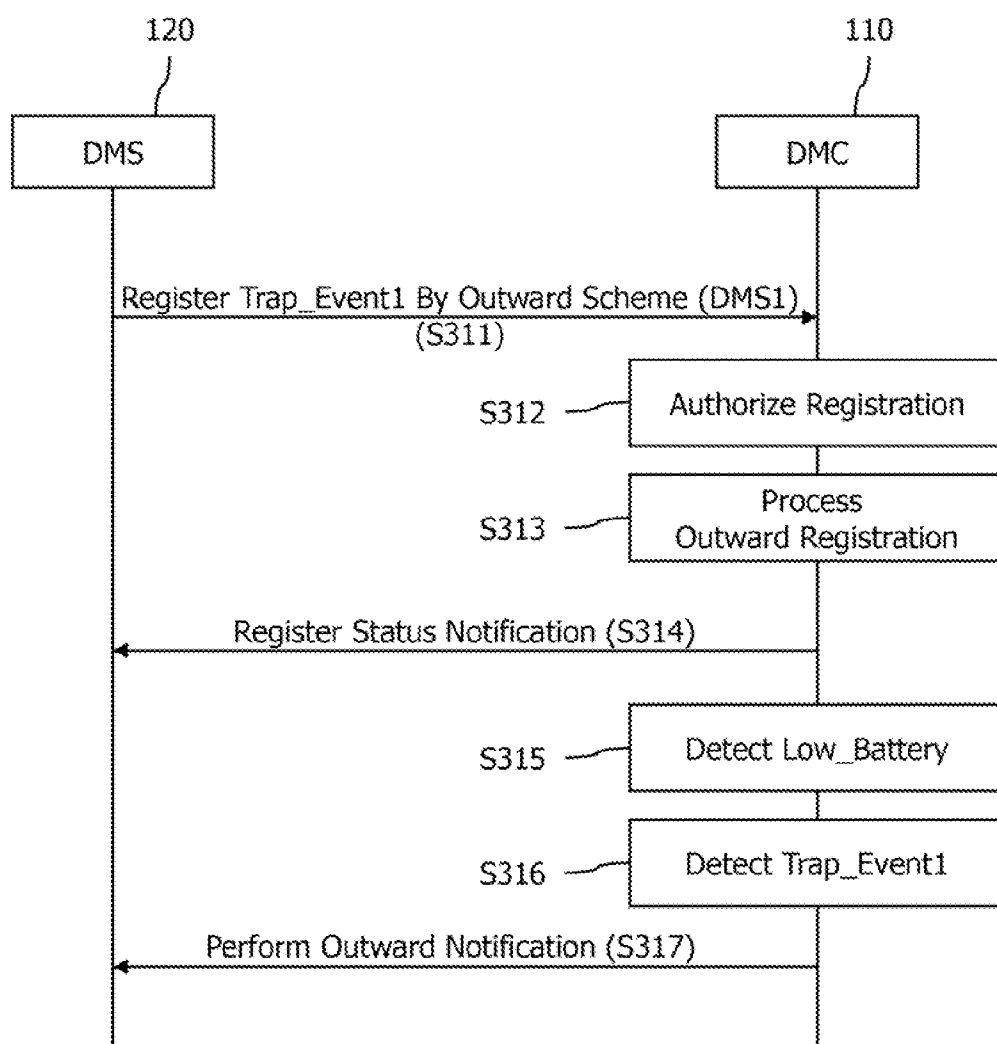 120
110
DMS
DMC
Register Trap_Event1 By Outward Scheme (DMS1)
(S311)
S312
Authorize Registration
S313
Process
Outward Registration
Register Status Notification (S314)
S315
Detect Low_Battery
S316
Detect Trap_Event1
Perform Outward Notification (S317)